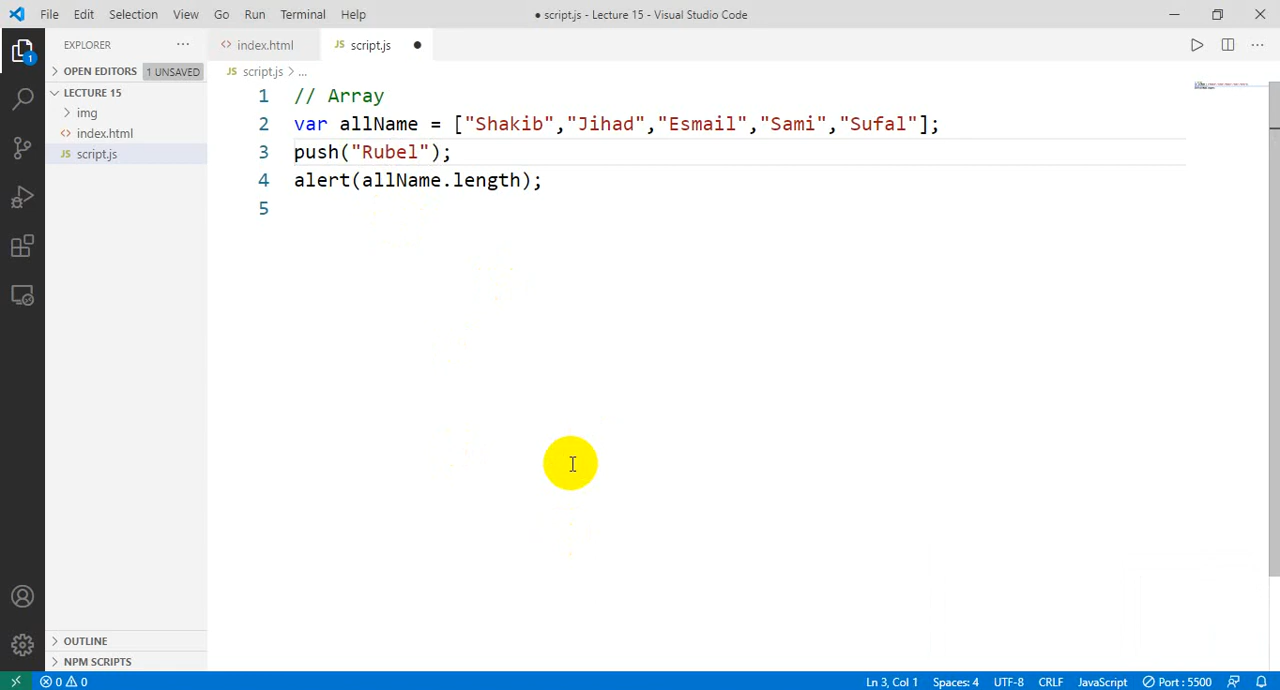 File Edit Selection View Go Run Terminal Help ● script.js - Lecture 15 - Visual Studio Code
EXPLORER ···
index.html
JS script.js ●
1
OPEN EDITORS 1 UNSAVED
JS script.js > ...
LECTURE 15
img
index.html
JS script.js
1 // Array
2 var allName = ["Shakib","Jihad","Esmail","Sami","Sufal"];
3 push("Rubel");
4 alert(allName.length);
5
OUTLINE
NPM SCRIPTS
0 0 Ln 3, Col 1 Spaces: 4 UTF-8 CRLF JavaScript Port : 5500